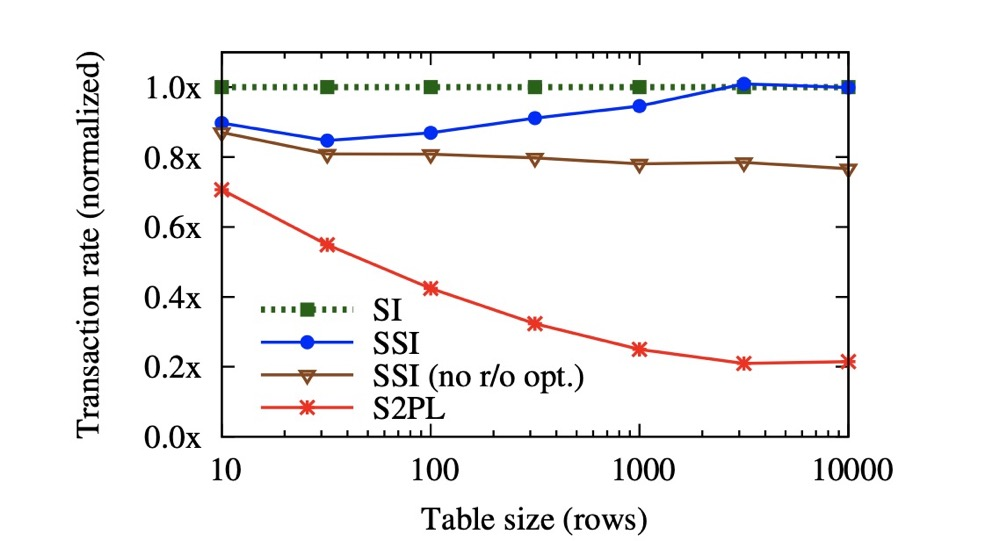 Transaction rate (normalized)
1.0x
0.8x
0.6x
0.4x
0.2x
0.0x
SI
SSI
SSI (no r/o opt.)
S2PL
10
100
1000
10000
Table size (rows)